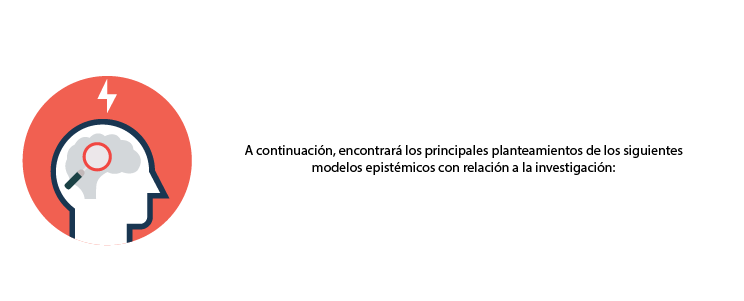 A continuación, encontrará los principales planteamientos de los siguientes
modelos epistémicos con relación a la investigación: